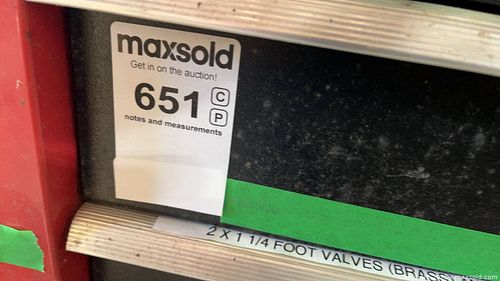 maxsold
Get in on the auction!
651 C
P
notes and measurements
2 X 1 1/4 FOOT VALVES (BRASS)
maxsold.com